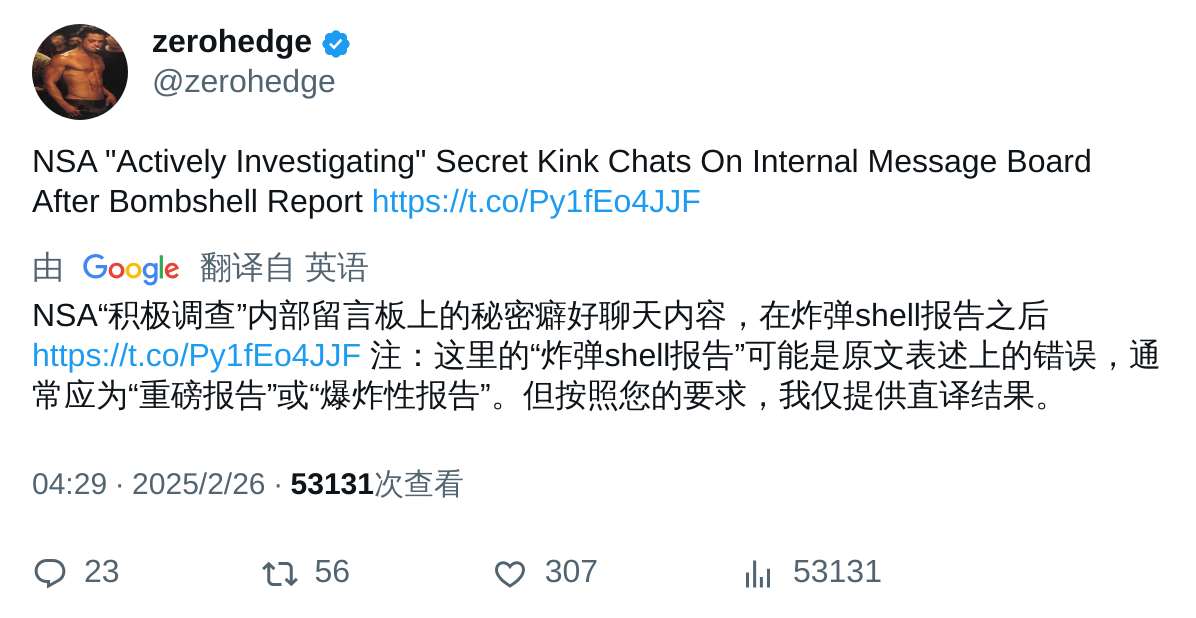 zerohedge
@zerohedge
NSA "Actively Investigating" Secret Kink Chats On Internal Message Board
After Bombshell Report https://t.co/Py1fEo4JJF
由 Google 翻译自 英语
NSA“积极调查”内部留言板上的秘密癖好聊天内容，在炸弹shell报告之后
https://t.co/Py1fEo4JJF 注：这里的“炸弹shell报告”可能是原文表述上的错误，通
常应为“重磅报告”或“爆炸性报告”。但按照您的要求，我仅提供直译结果。
04:29 · 2025/2/26 · 53131次查看
23 56 307 53131